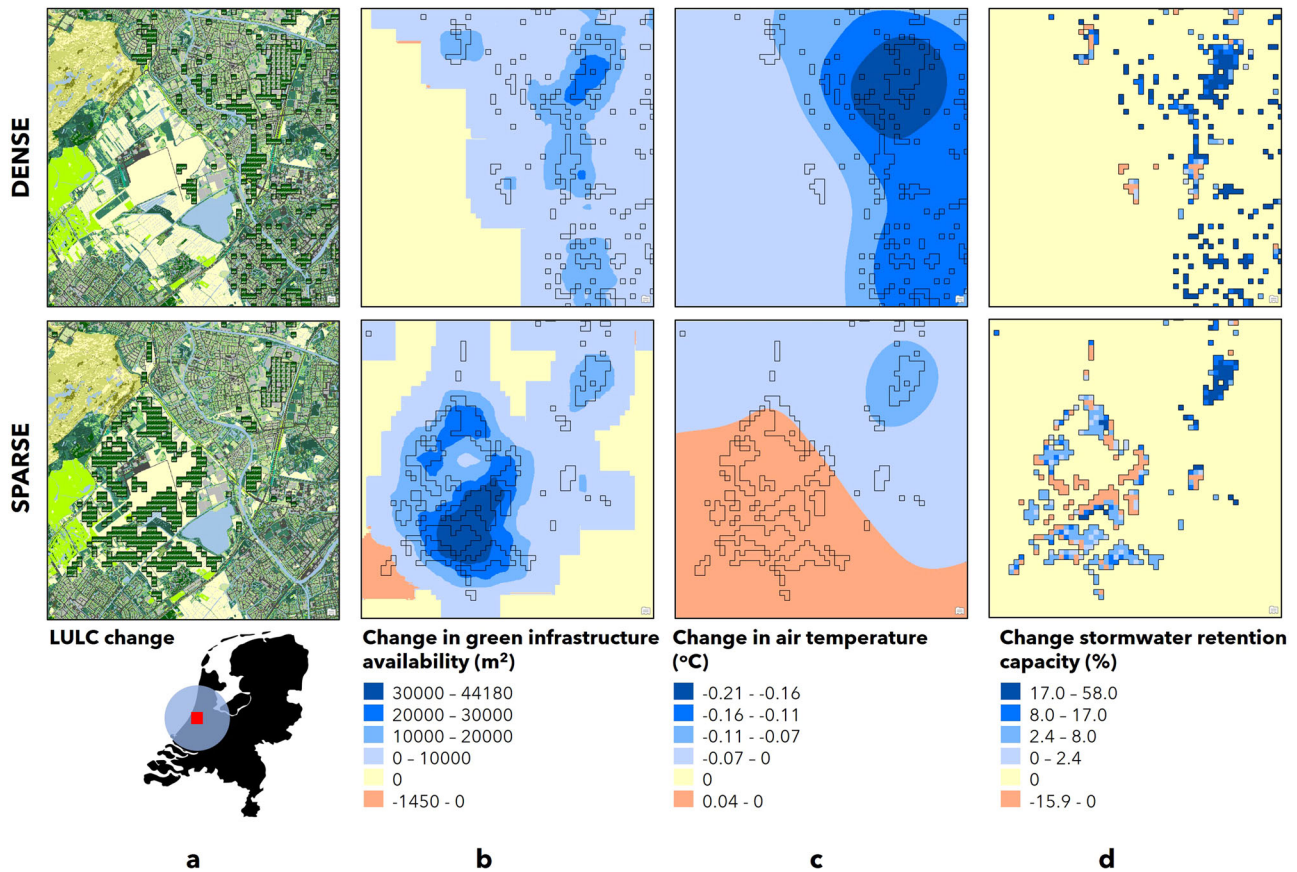 DENSE
SPARSE
LULC change
Change in green infrastructure
availability (m²)
30000 – 44180
20000 – 30000
10000 – 20000
0 – 10000
0
-1450 - 0
Change in air temperature
(ºC)
-0.21 - -0.16
-0.16 - -0.11
-0.11 - -0.07
-0.07 - 0
0
0.04 - 0
Change stormwater retention
capacity (%)
17.0 – 58.0
8.0 – 17.0
2.4 – 8.0
0 – 2.4
0
-15.9 - 0
a
b
c
d